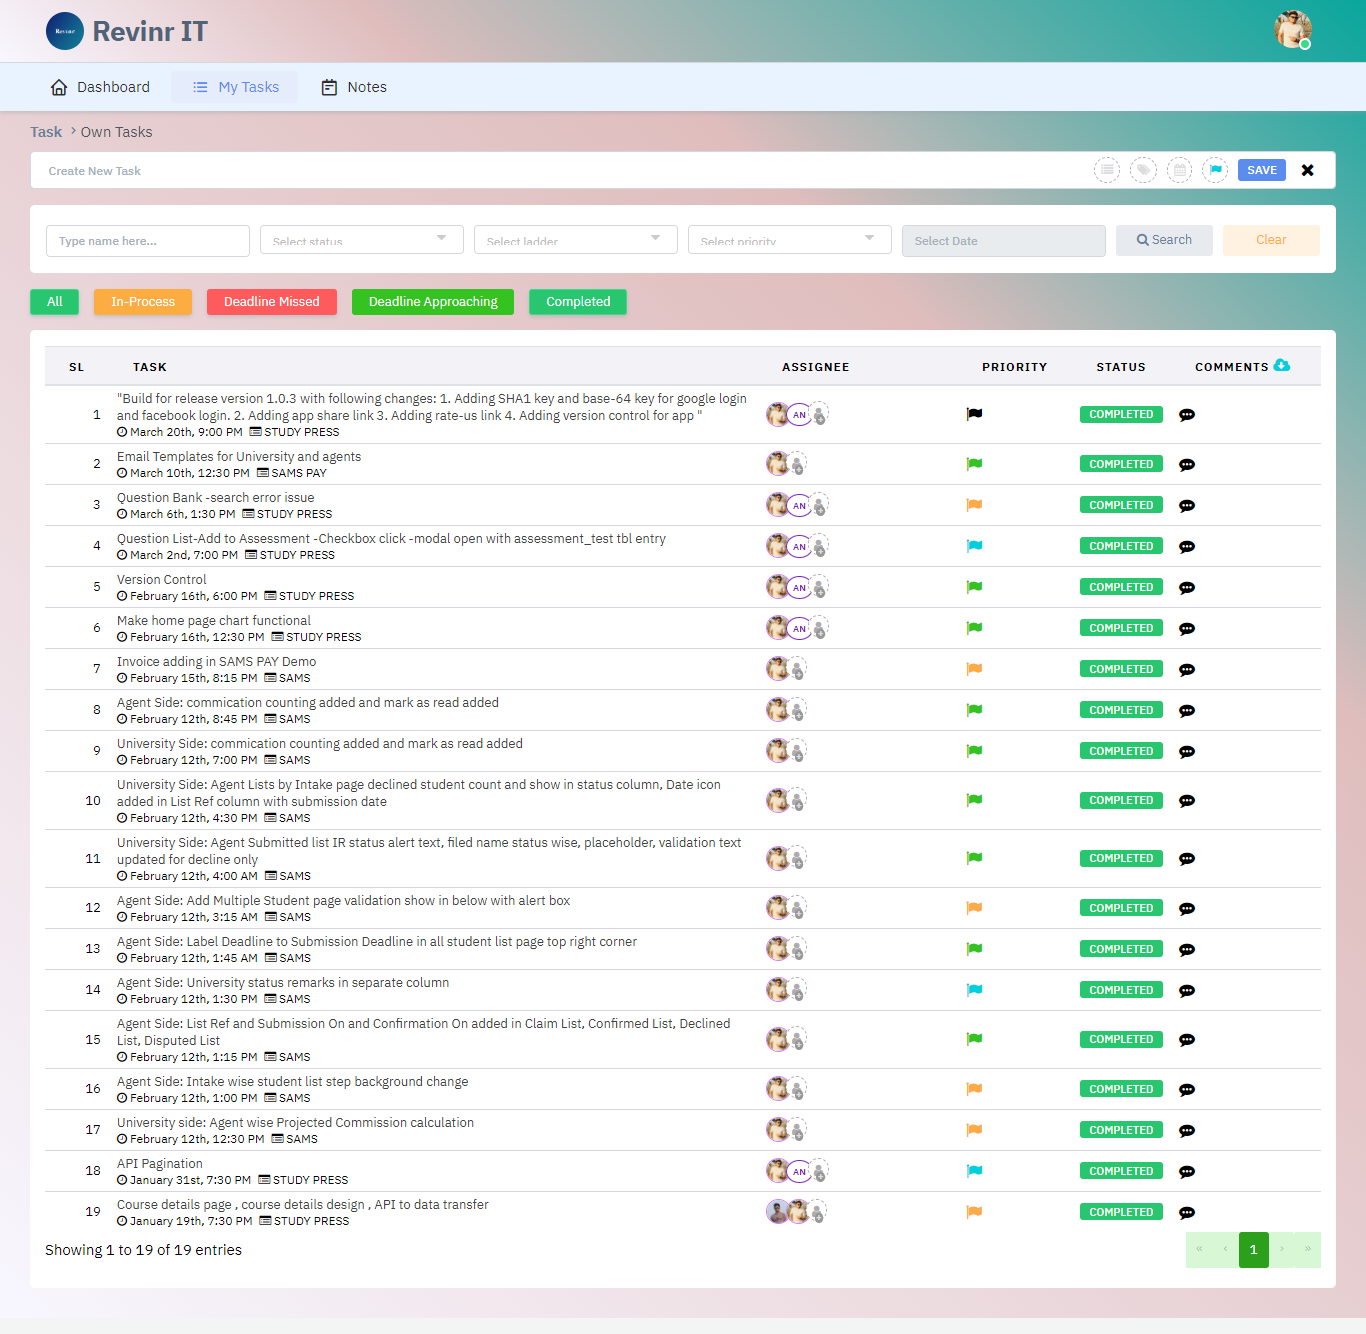 Revinr Revinr IT
Dashboard My Tasks Notes
Task > Own Tasks
Create New Task SAVE
Type name here... Select status Select ladder Select priority Select Date Search Clear
All In-Process Deadline Missed Deadline Approaching Completed
SL TASK ASSIGNEE PRIORITY STATUS COMMENTS
"Build for release version 1.0.3 with following changes: 1. Adding SHA1 key and base-64 key for google login
1 and facebook login. 2. Adding app share link 3. Adding rate-us link 4. Adding version control for app " AN COMPLETED
March 20th, 9:00 PM STUDY PRESS
Email Templates for University and agents
2 COMPLETED
March 10th, 12:30 PM SAMS PAY
Question Bank -search error issue
3 AN COMPLETED
March 6th, 1:30 PM STUDY PRESS
Question List-Add to Assessment -Checkbox click -modal open with assessment_test tbl entry
4 AN COMPLETED
March 2nd, 7:00 PM STUDY PRESS
Version Control
5 AN COMPLETED
February 16th, 6:00 PM STUDY PRESS
Make home page chart functional
6 AN COMPLETED
February 16th, 12:30 PM STUDY PRESS
Invoice adding in SAMS PAY Demo
7 COMPLETED
February 15th, 8:15 PM SAMS
Agent Side: commication counting added and mark as read added
8 COMPLETED
February 12th, 8:45 PM SAMS
University Side: commication counting added and mark as read added
9 COMPLETED
February 12th, 7:00 PM SAMS
University Side: Agent Lists by Intake page declined student count and show in status column, Date icon
10 added in List Ref column with submission date COMPLETED
February 12th, 4:30 PM SAMS
University Side: Agent Submitted list IR status alert text, filed name status wise, placeholder, validation text
11 updated for decline only COMPLETED
February 12th, 4:00 AM SAMS
Agent Side: Add Multiple Student page validation show in below with alert box
12 COMPLETED
February 12th, 3:15 AM SAMS
Agent Side: Label Deadline to Submission Deadline in all student list page top right corner
13 COMPLETED
February 12th, 1:45 AM SAMS
Agent Side: University status remarks in separate column
14 COMPLETED
February 12th, 1:30 PM SAMS
Agent Side: List Ref and Submission On and Confirmation On added in Claim List, Confirmed List, Declined
15 List, Disputed List COMPLETED
February 12th, 1:15 PM SAMS
Agent Side: Intake wise student list step background change
16 COMPLETED
February 12th, 1:00 PM SAMS
University side: Agent wise Projected Commission calculation
17 COMPLETED
February 12th, 12:30 PM SAMS
API Pagination
18 AN COMPLETED
January 31st, 7:30 PM STUDY PRESS
Course details page , course details design , API to data transfer
19 COMPLETED
January 19th, 7:30 PM STUDY PRESS
Showing 1 to 19 of 19 entries « ‹ 1 › »